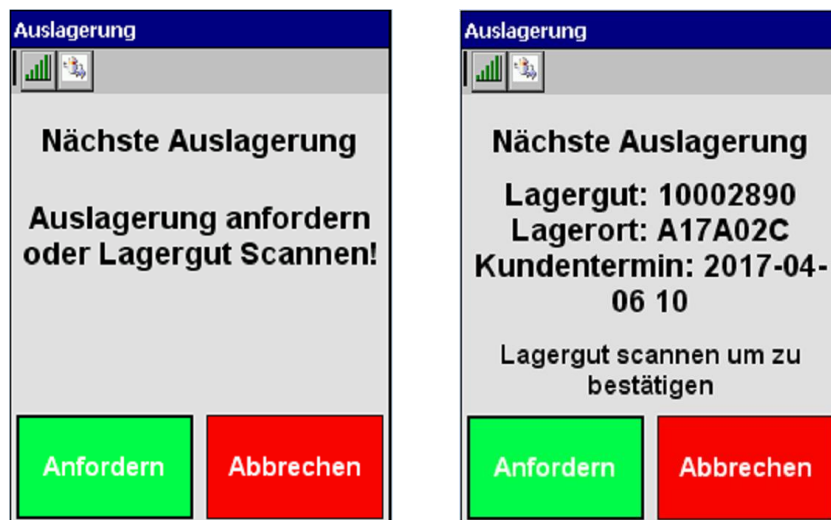 Auslagerung
Nächste Auslagerung
Auslagerung anfordern
oder Lagergut Scannen!
Anfordern
Abbrechen
Auslagerung
Nächste Auslagerung
Lagergut: 10002890
Lagerort: A17A02C
Kundentermin: 2017-04-
06 10
Lagergut scannen um zu
bestätigen
Anfordern
Abbrechen